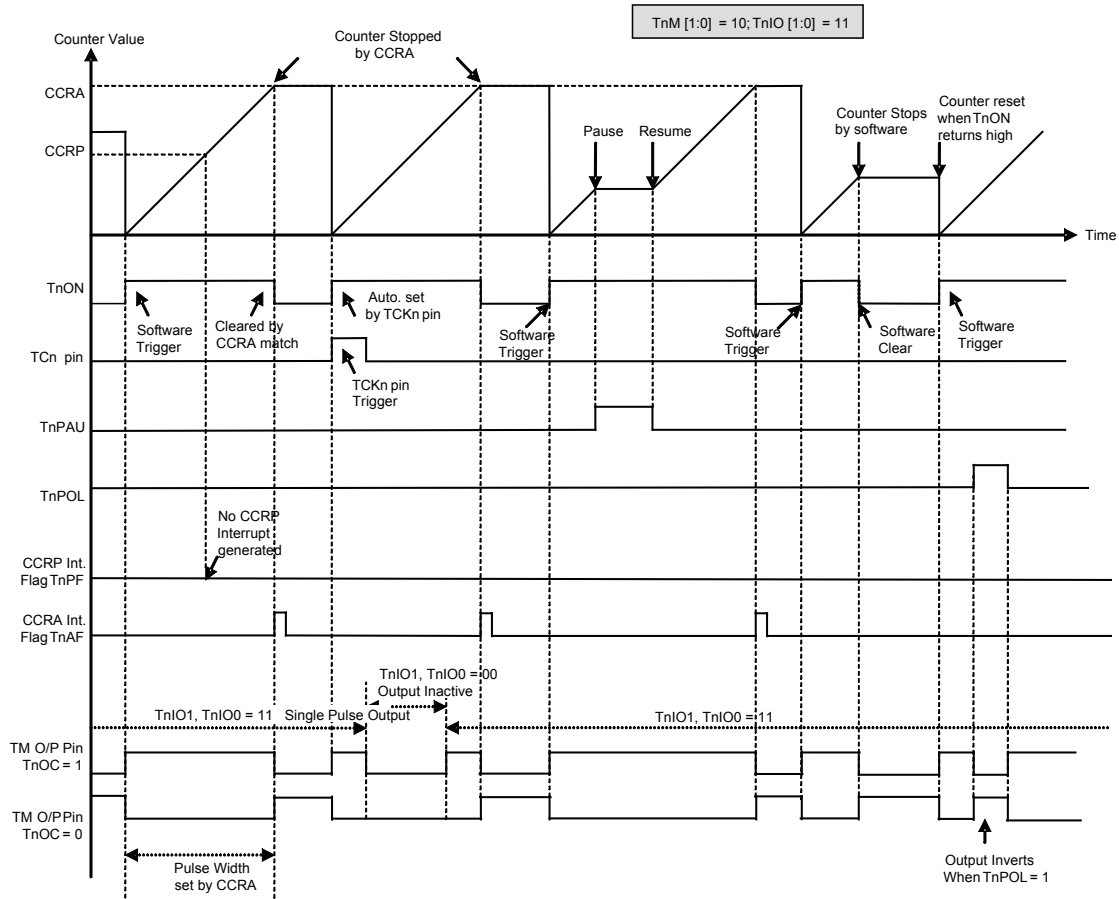 TnM [1:0] = 10; TnIO [1:0] = 11
Counter Value
Counter Stopped
by CCRA
CCRA
CCRP
Pause
Resume
Counter Stops
by software
Counter reset
when TnON
returns high
Time
TnON
Software
Trigger
Cleared by
CCRA match
Auto. set
by TCKn pin
Software
Trigger
Software
Trigger
Software
Clear
Software
Trigger
TCn pin
TCKn pin
Trigger
TnPAU
TnPOL
No CCRP
Interrupt
generated
CCRP Int.
Flag TnPF
CCRA Int.
Flag TnAF
TnIO1, TnIO0 = 00
Output Inactive
TnIO1, TnIO0 = 11 Single Pulse Output
TnIO1, TnIO0 = 11
TM O/P Pin
TnOC = 1
TM O/P Pin
TnOC = 0
Pulse Width
set by CCRA
Output Inverts
When TnPOL = 1